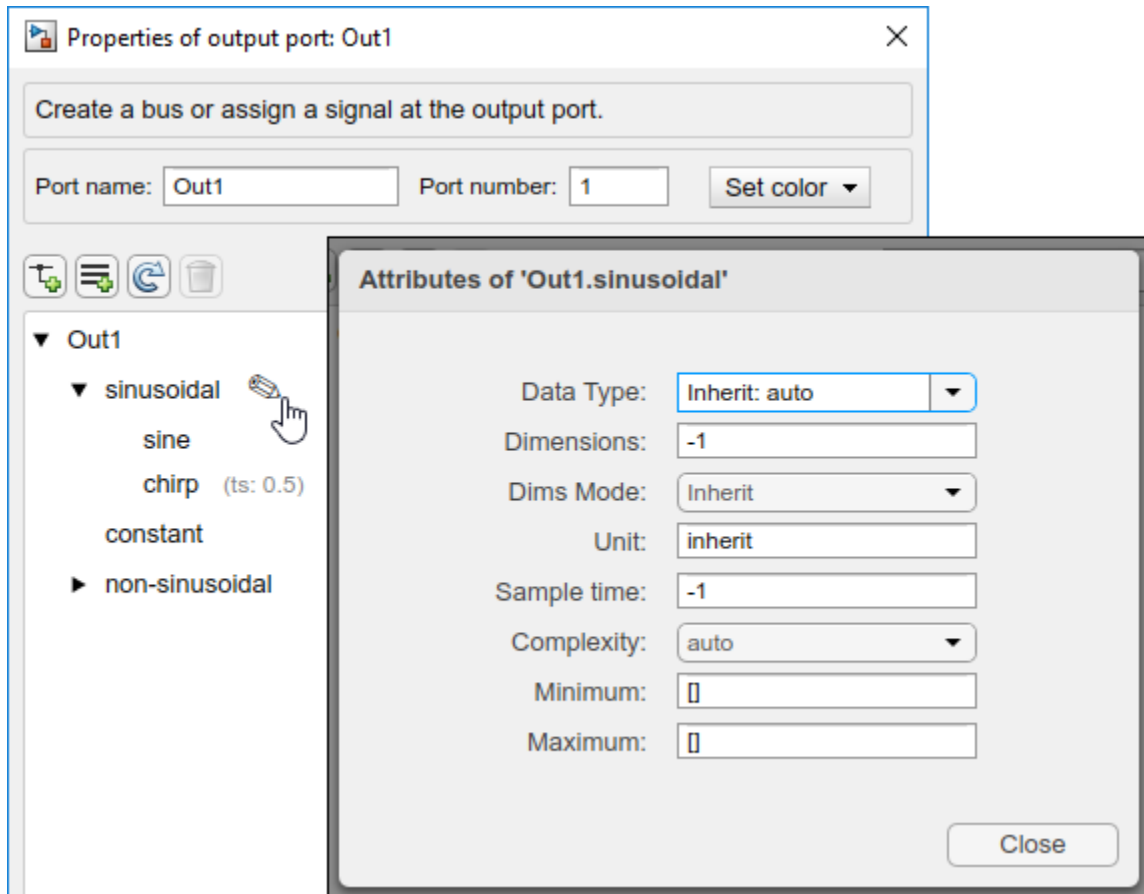 Properties of output port: Out1
Create a bus or assign a signal at the output port.
Port name: Out1 Port number: 1 Set color
Attributes of 'Out1.sinusoidal'
Out1
sinusoidal
sine
chirp (ts: 0.5)
constant
non-sinusoidal
Data Type: Inherit: auto
Dimensions: -1
Dims Mode: Inherit
Unit: inherit
Sample time: -1
Complexity: auto
Minimum: []
Maximum: []
Close